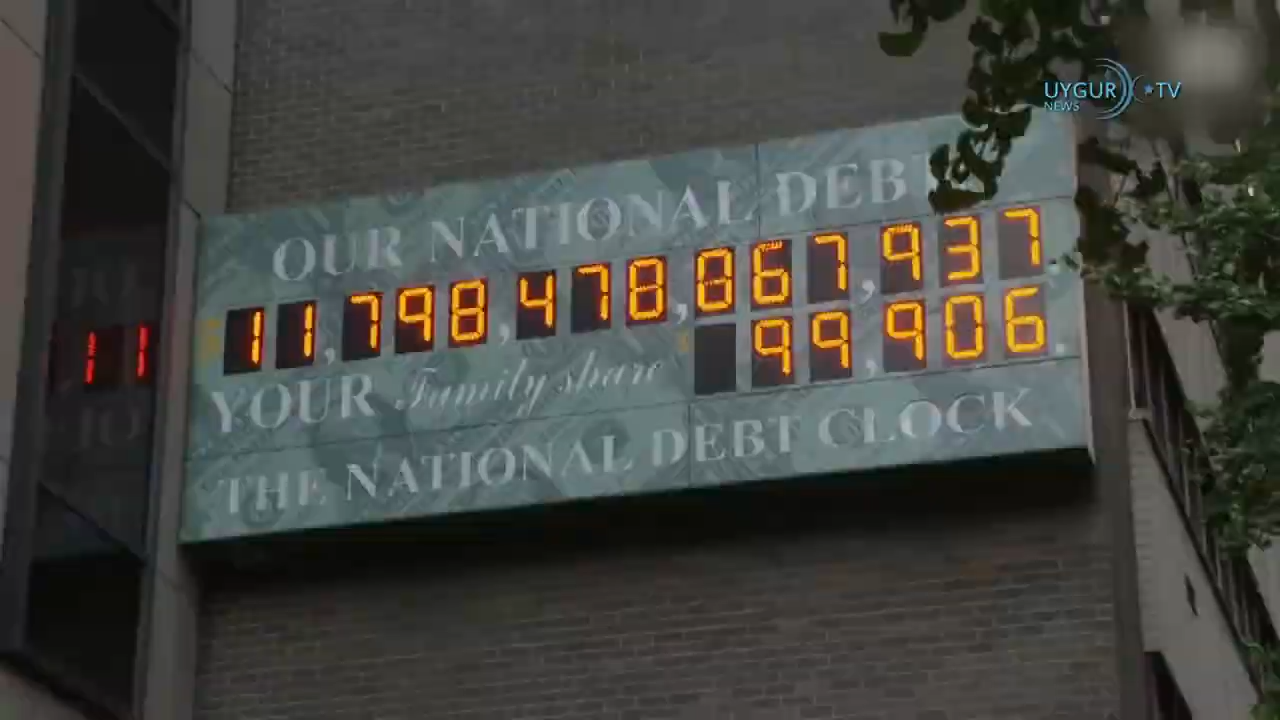 UYGUR TV
NEWS
OUR NATIONAL DEBT
11,798,478,067,937.
YOUR Family share 99,906.
THE NATIONAL DEBT CLOCK
11